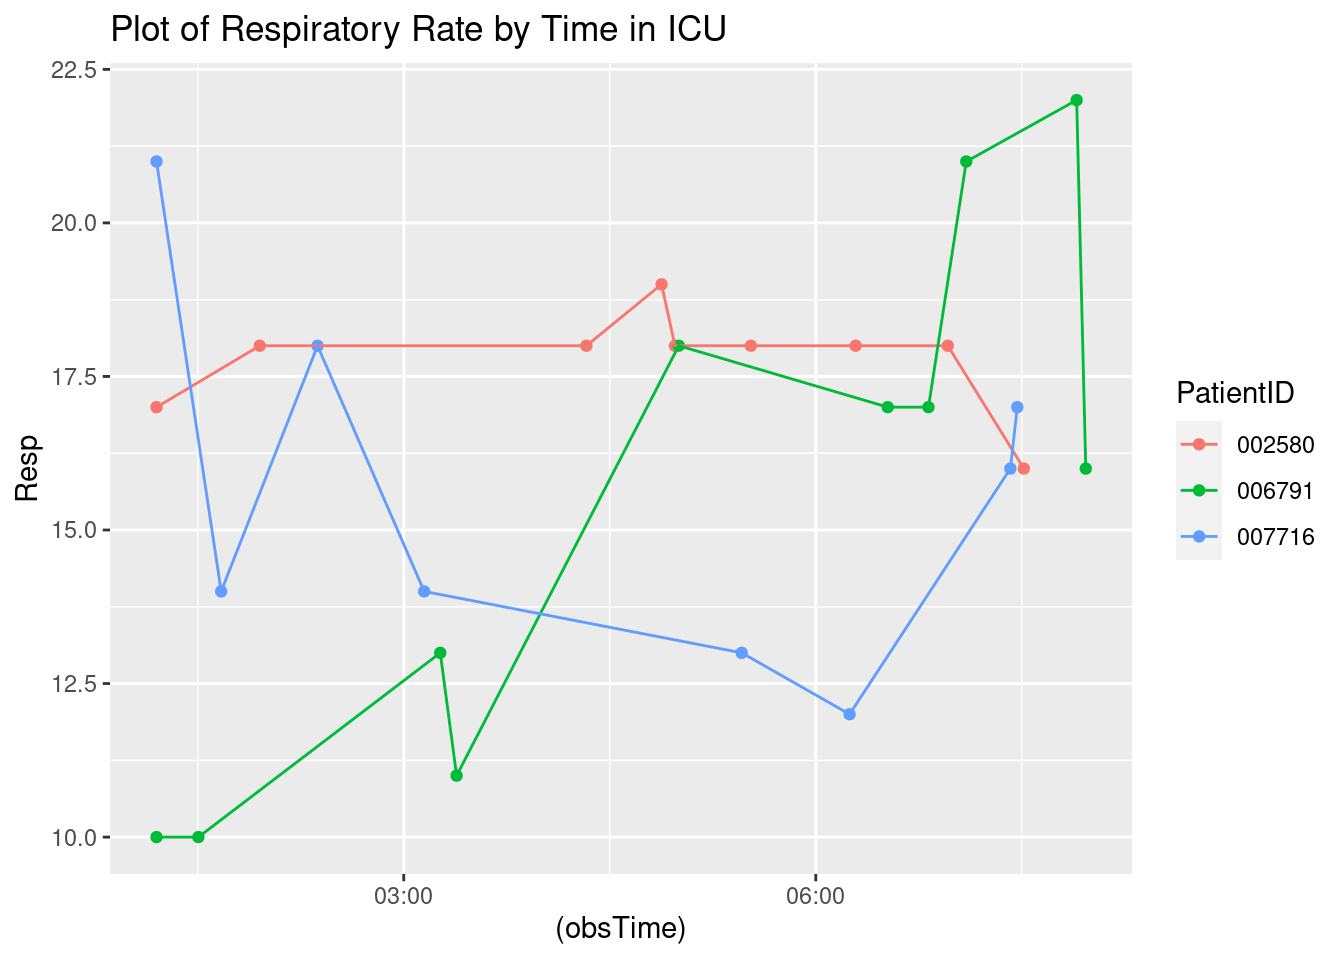 Plot of Respiratory Rate by Time in ICU
22.5
20.0
17.5
15.0
12.5
10.0
Resp
03:00
06:00
(obsTime)
PatientID
002580
006791
007716